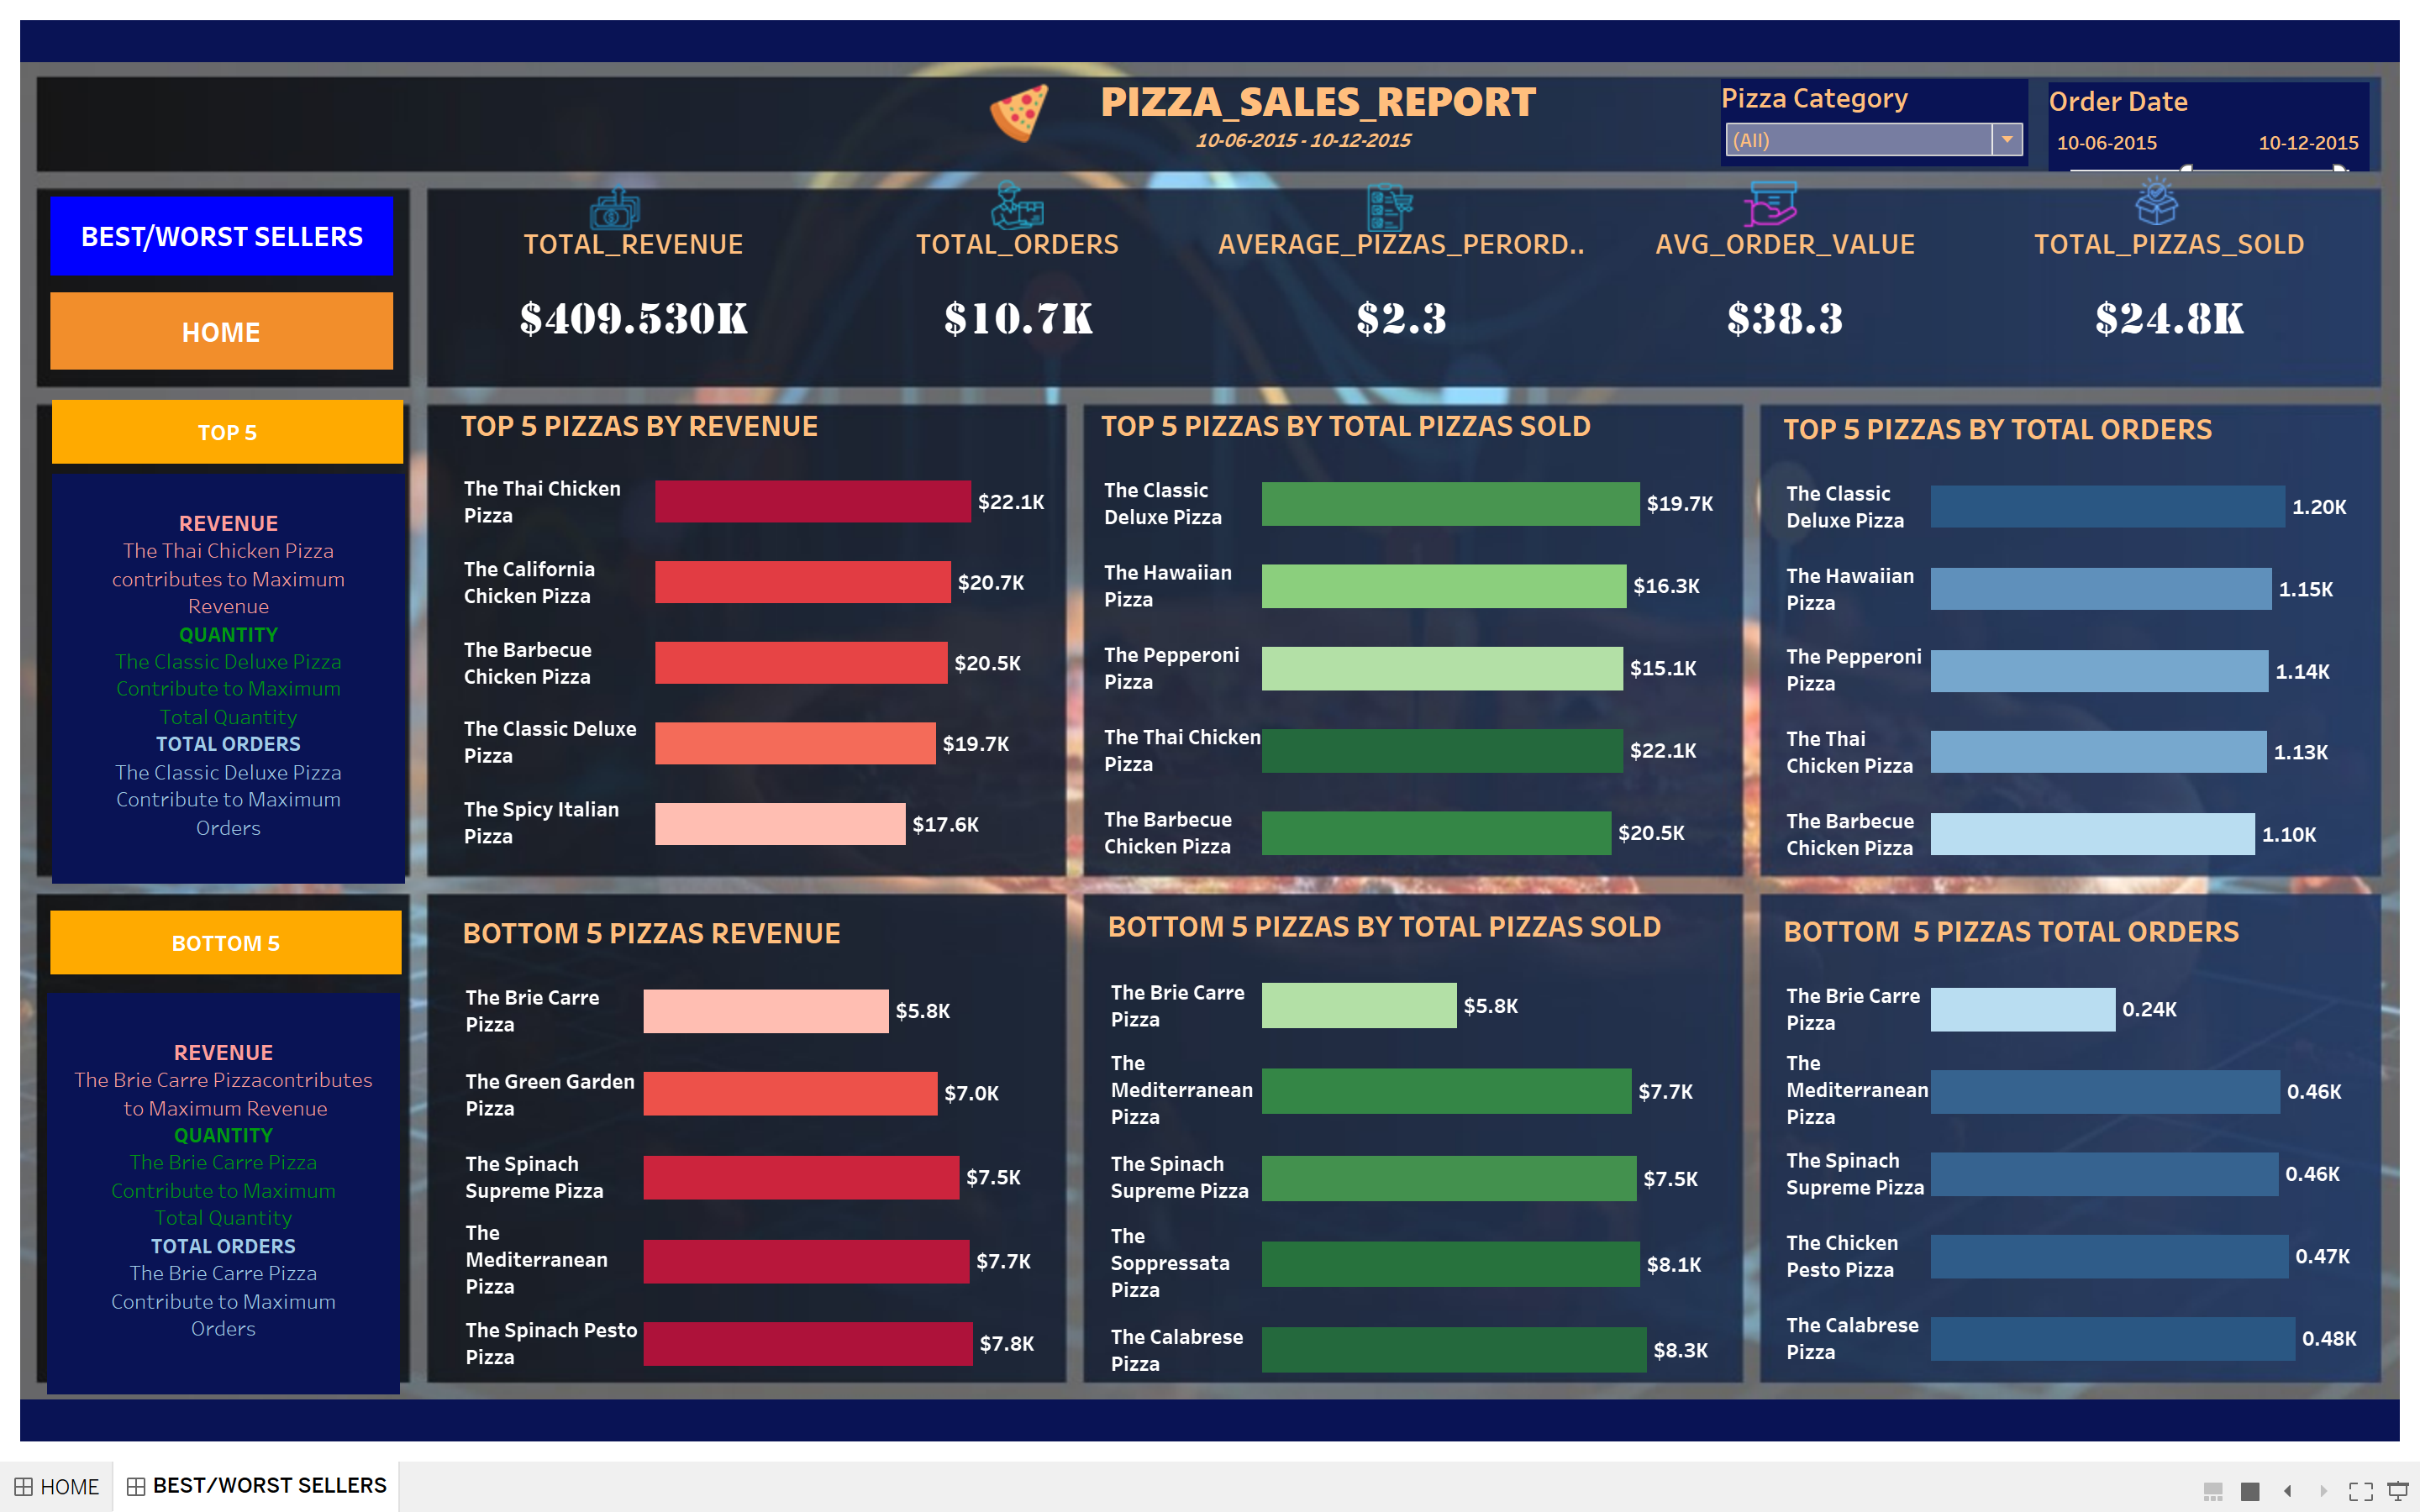 PIZZA_SALES_REPORT
10-06-2015 - 10-12-2015
Pizza Category
(All)
Order Date
10-06-2015 10-12-2015
BEST/WORST SELLERS
HOME
TOTAL_REVENUE
$409.530K
TOTAL_ORDERS
$10.7K
AVERAGE_PIZZAS_PERORD..
$2.3
AVG_ORDER_VALUE
$38.3
TOTAL_PIZZAS_SOLD
$24.8K
TOP 5
REVENUE
The Thai Chicken Pizza
contributes to Maximum
Revenue
QUANTITY
The Classic Deluxe Pizza
Contribute to Maximum
Total Quantity
TOTAL ORDERS
The Classic Deluxe Pizza
Contribute to Maximum
Orders
TOP 5 PIZZAS BY REVENUE
The Thai Chicken
Pizza
$22.1K
The California
Chicken Pizza
$20.7K
The Barbecue
Chicken Pizza
$20.5K
The Classic Deluxe
Pizza
$19.7K
The Spicy Italian
Pizza
$17.6K
TOP 5 PIZZAS BY TOTAL PIZZAS SOLD
The Classic
Deluxe Pizza
$19.7K
The Hawaiian
Pizza
$16.3K
The Pepperoni
Pizza
$15.1K
The Thai Chicken
Pizza
$22.1K
The Barbecue
Chicken Pizza
$20.5K
TOP 5 PIZZAS BY TOTAL ORDERS
The Classic
Deluxe Pizza
1.20K
The Hawaiian
Pizza
1.15K
The Pepperoni
Pizza
1.14K
The Thai
Chicken Pizza
1.13K
The Barbecue
Chicken Pizza
1.10K
BOTTOM 5
REVENUE
The Brie Carre Pizzacontributes
to Maximum Revenue
QUANTITY
The Brie Carre Pizza
Contribute to Maximum
Total Quantity
TOTAL ORDERS
The Brie Carre Pizza
Contribute to Maximum
Orders
BOTTOM 5 PIZZAS REVENUE
The Brie Carre
Pizza
$5.8K
The Green Garden
Pizza
$7.0K
The Spinach
Supreme Pizza
$7.5K
The
Mediterranean
Pizza
$7.7K
The Spinach Pesto
Pizza
$7.8K
BOTTOM 5 PIZZAS BY TOTAL PIZZAS SOLD
The Brie Carre
Pizza
$5.8K
The
Mediterranean
Pizza
$7.7K
The Spinach
Supreme Pizza
$7.5K
The
Soppressata
Pizza
$8.1K
The Calabrese
Pizza
$8.3K
BOTTOM 5 PIZZAS TOTAL ORDERS
The Brie Carre
Pizza
0.24K
The
Mediterranean
Pizza
0.46K
The Spinach
Supreme Pizza
0.46K
The Chicken
Pesto Pizza
0.47K
The Calabrese
Pizza
0.48K
HOME
BEST/WORST SELLERS